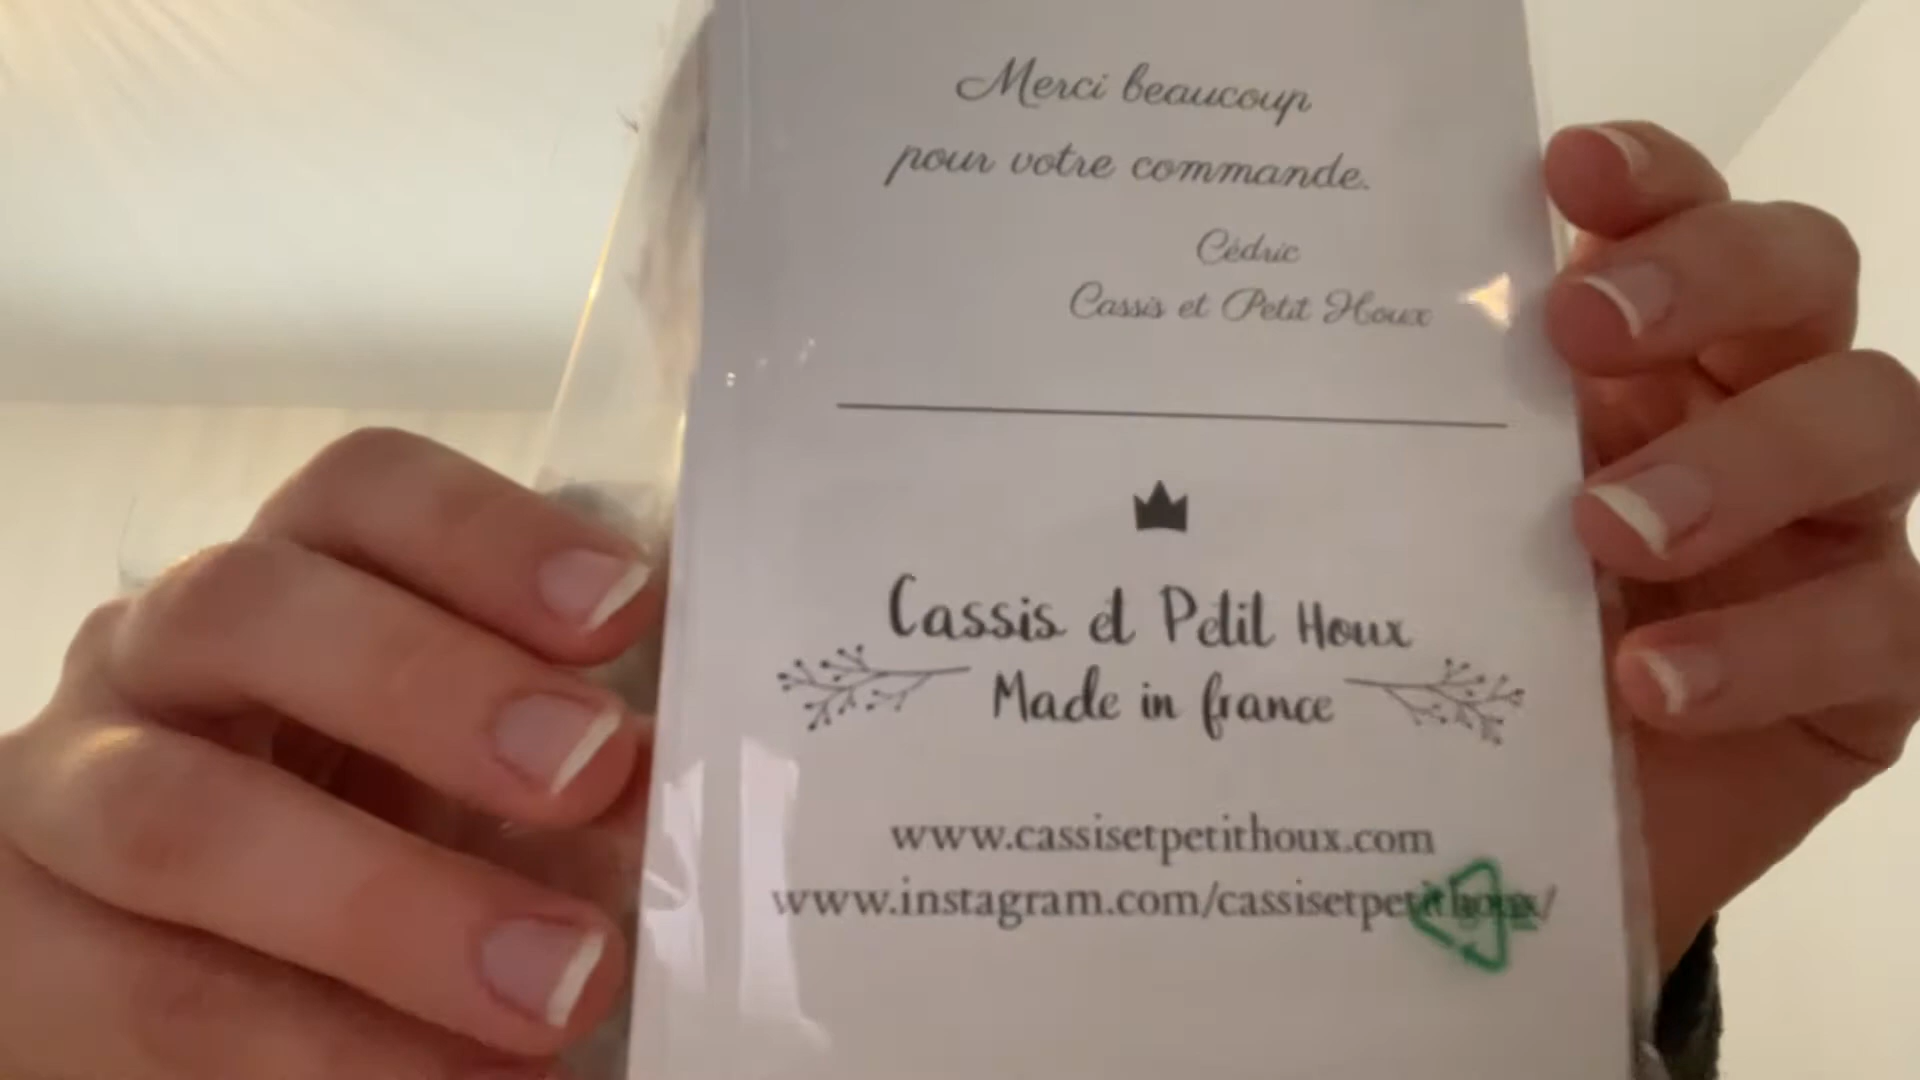 Merci beaucoup
pour votre commande.
Cédric
Cassis et Petit Houx
Cassis et Petit Houx
Made in france
www.cassisetpetithoux.com
www.instagram.com/cassisetpetithoux/